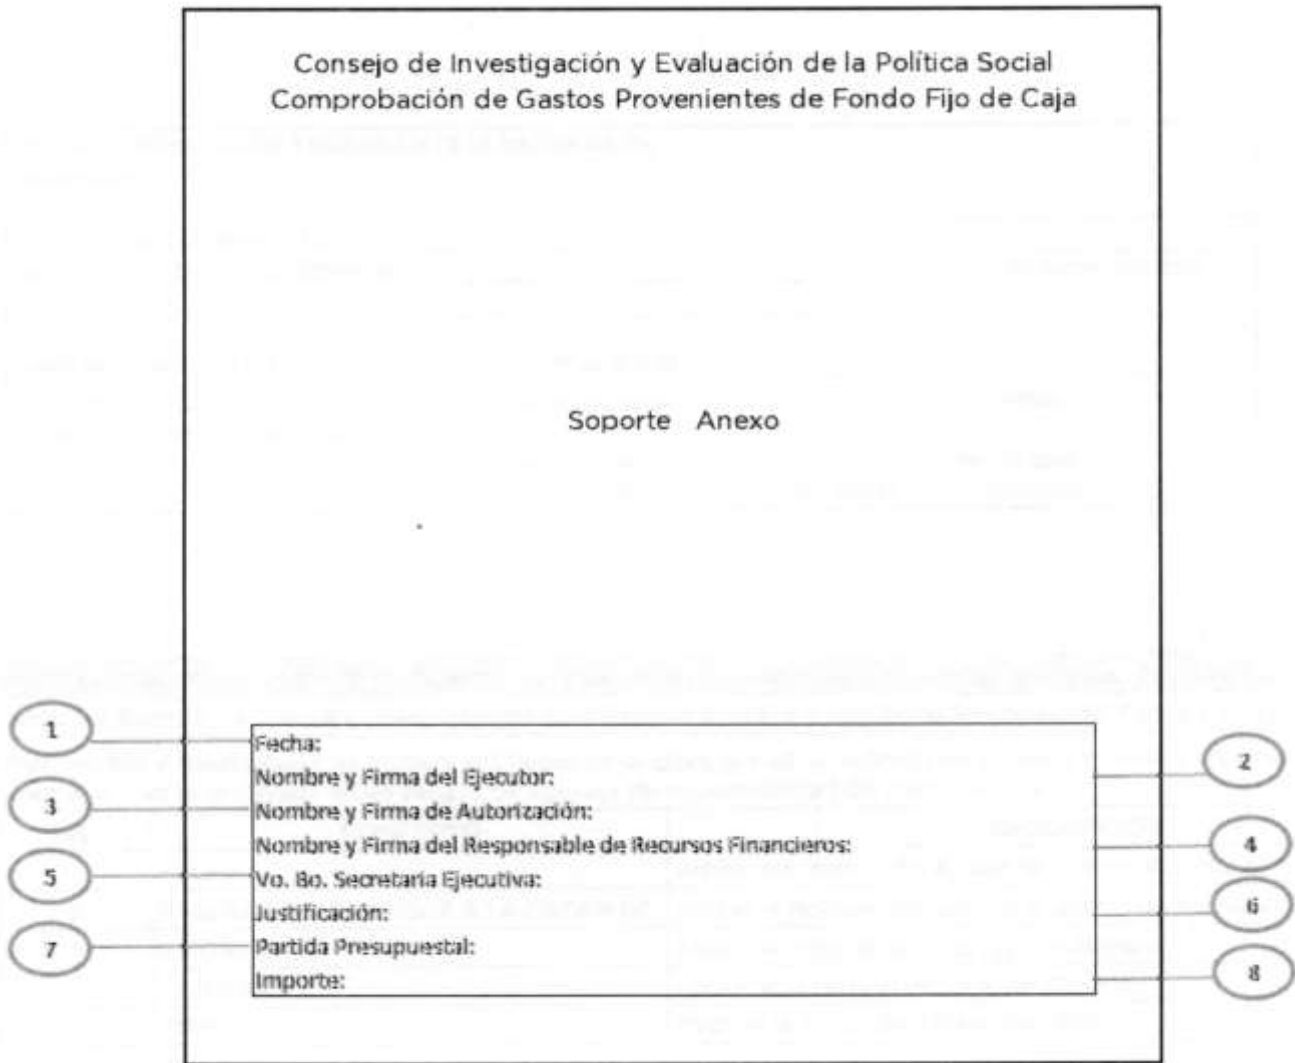 Consejo de Investigación y Evaluación de la Política Social
Comprobación de Gastos Provenientes de Fondo Fijo de Caja
Soporte Anexo
1
Fecha:
2
Nombre y Firma del Ejecutor:
3
Nombre y Firma de Autorización:
4
Nombre y Firma del Responsable de Recursos Financieros:
5
Vo. Bo. Secretaria Ejecutiva:
6
Justificación:
7
Partida Presupuestal:
8
Importe: